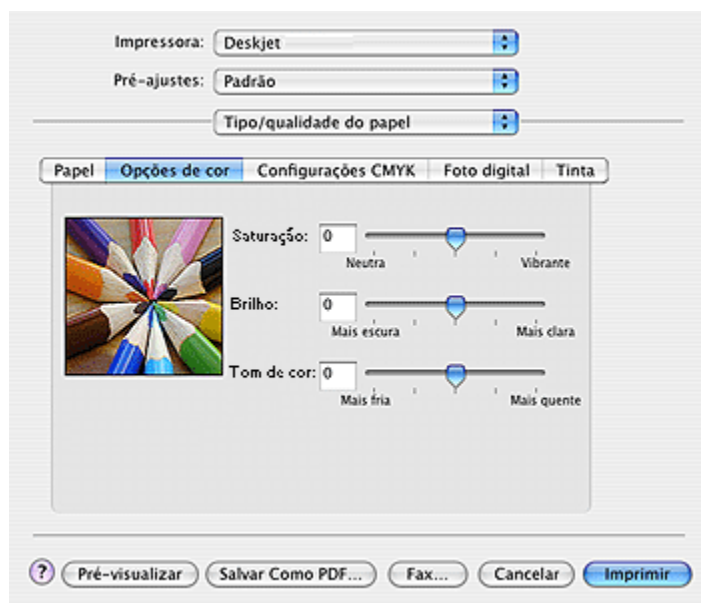 Impressora: Deskjet
Pré-ajustes: Padrão
Tipo/qualidade do papel
Papel Opções de cor Configurações CMYK Foto digital Tinta
Saturação: 0
Neutra Vibrante
Brilho: 0
Mais escura Mais clara
Tom de cor: 0
Mais fria Mais quente
? Pré-visualizar Salvar Como PDF... Fax... Cancelar Imprimir